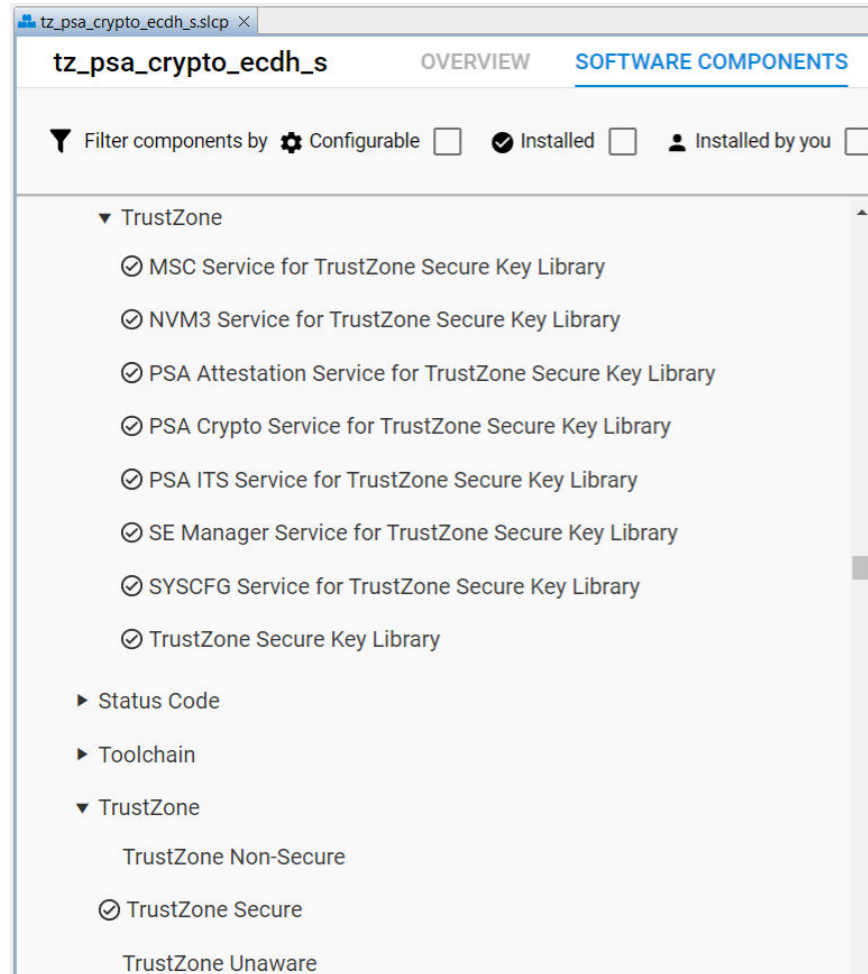 tz_psa_crypto_ecdh_s.slcp ×
tz_psa_crypto_ecdh_s OVERVIEW SOFTWARE COMPONENTS
Filter components by Configurable Installed Installed by you
TrustZone
MSC Service for TrustZone Secure Key Library
NVM3 Service for TrustZone Secure Key Library
PSA Attestation Service for TrustZone Secure Key Library
PSA Crypto Service for TrustZone Secure Key Library
PSA ITS Service for TrustZone Secure Key Library
SE Manager Service for TrustZone Secure Key Library
SYSCFG Service for TrustZone Secure Key Library
TrustZone Secure Key Library
Status Code
Toolchain
TrustZone
TrustZone Non-Secure
TrustZone Secure
TrustZone Unaware